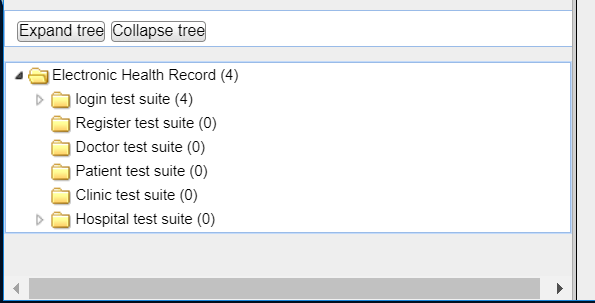 Expand tree Collapse tree
Electronic Health Record (4)
login test suite (4)
Register test suite (0)
Doctor test suite (0)
Patient test suite (0)
Clinic test suite (0)
Hospital test suite (0)